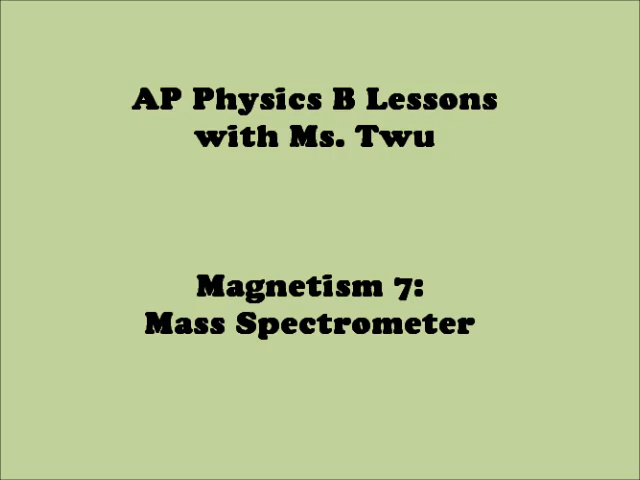 AP Physics B Lessons
with Ms. Twu
Magnetism 7:
Mass Spectrometer